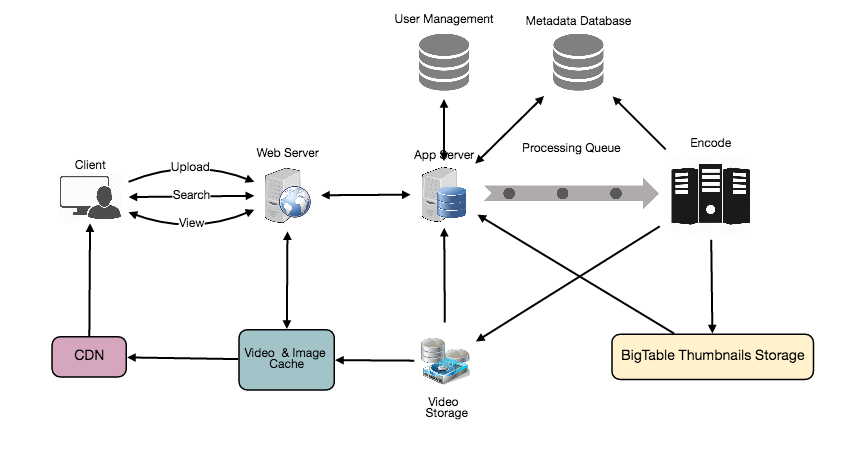 User Management
Metadata Database
Client
Upload
Search
View
Web Server
App Server
Processing Queue
Encode
CDN
Video & Image
Cache
Video
Storage
BigTable Thumbnails Storage